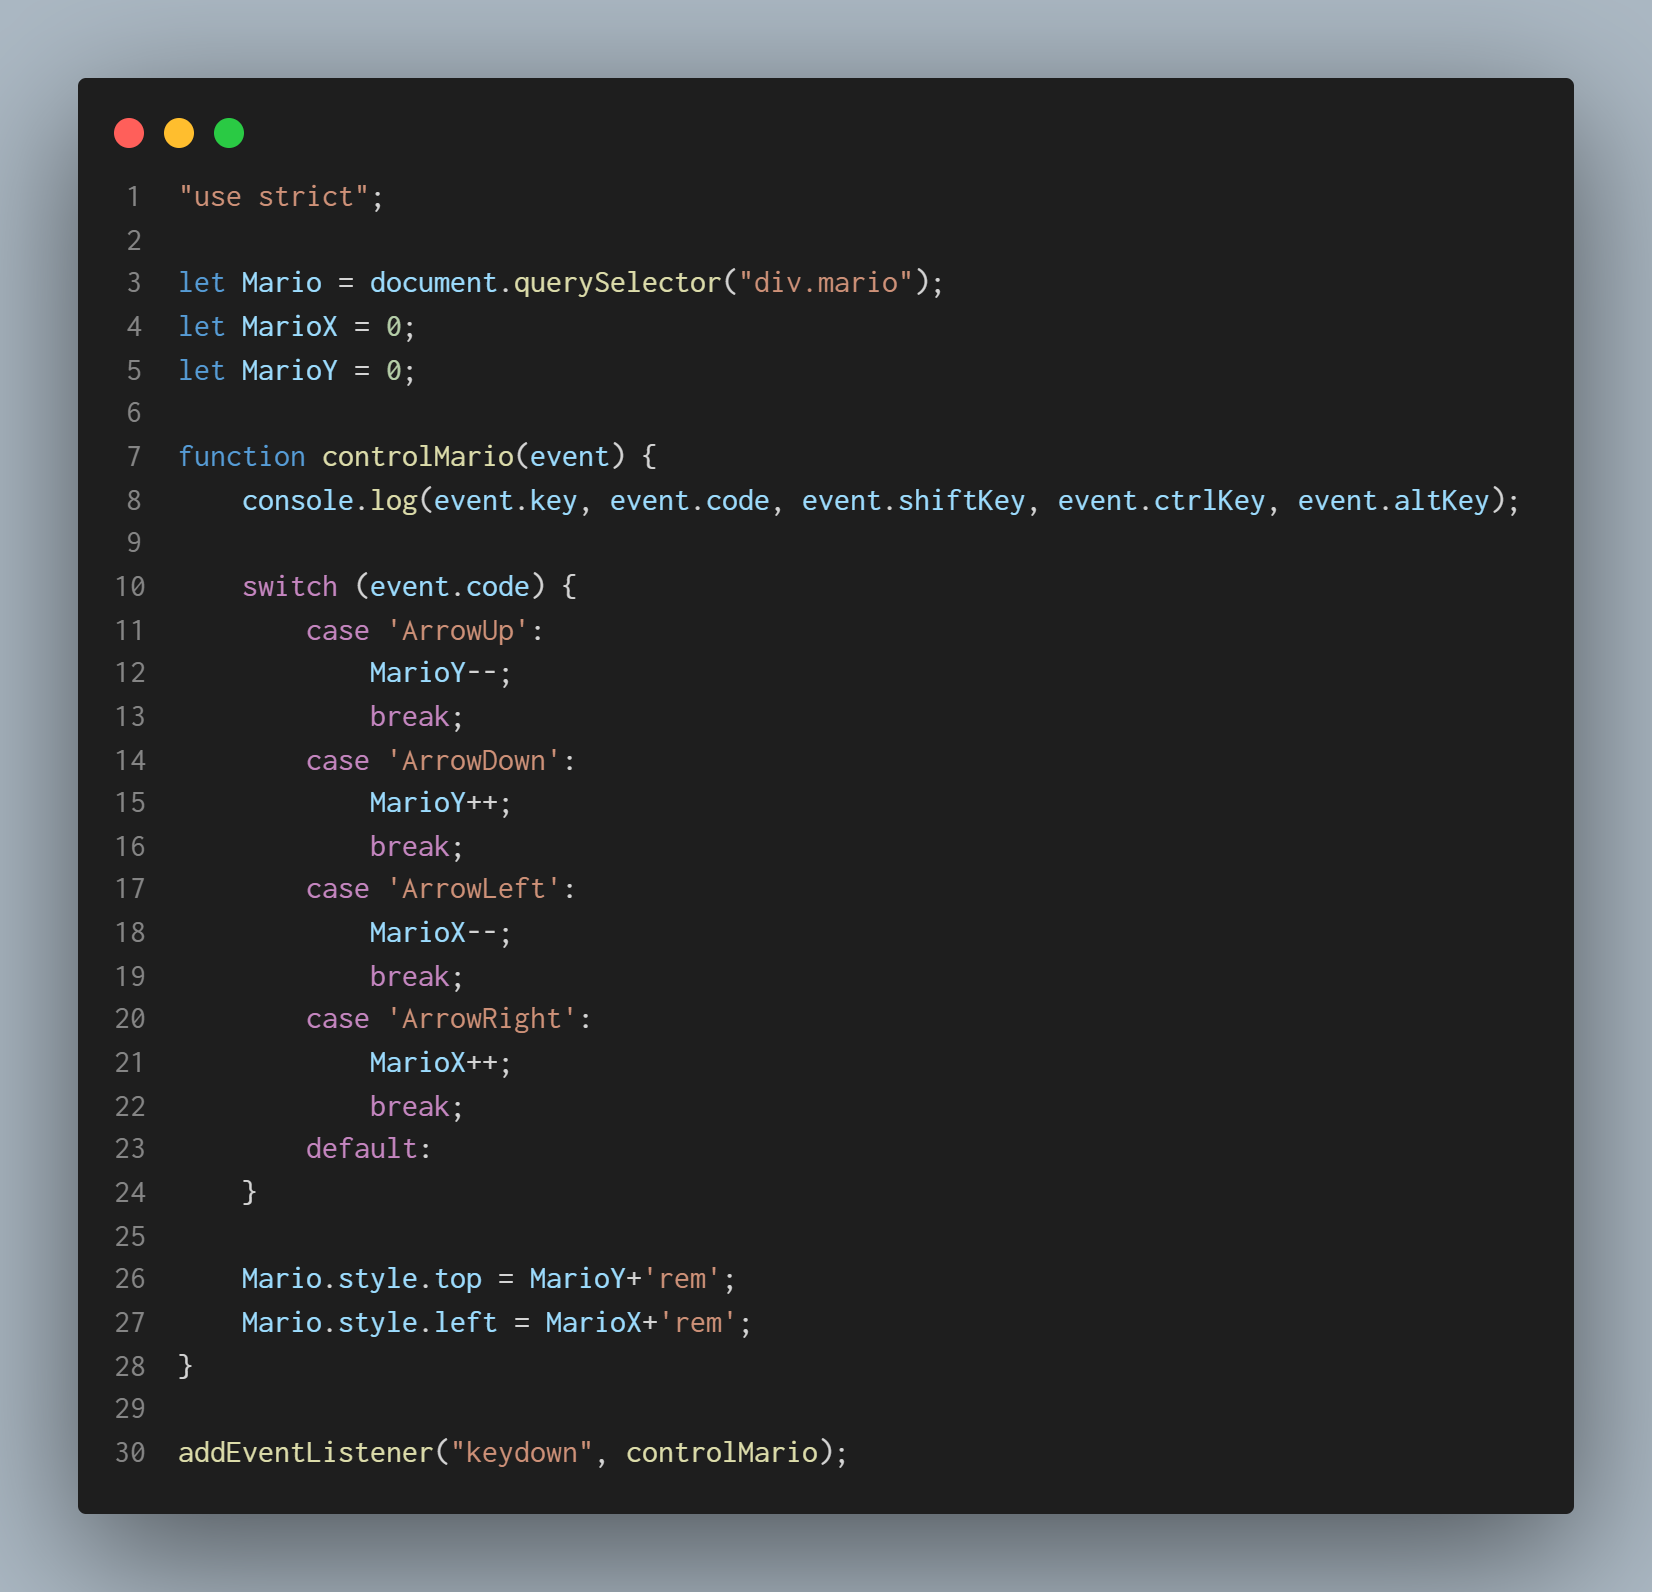 1 "use strict";
2
3 let Mario = document.querySelector("div.mario");
4 let MarioX = 0;
5 let MarioY = 0;
6
7 function controlMario(event) {
8     console.log(event.key, event.code, event.shiftKey, event.ctrlKey, event.altKey);
9
10     switch (event.code) {
11         case 'ArrowUp':
12             MarioY--;
13             break;
14         case 'ArrowDown':
15             MarioY++;
16             break;
17         case 'ArrowLeft':
18             MarioX--;
19             break;
20         case 'ArrowRight':
21             MarioX++;
22             break;
23         default:
24     }
25
26     Mario.style.top = MarioY+'rem';
27     Mario.style.left = MarioX+'rem';
28 }
29
30 addEventListener("keydown", controlMario);